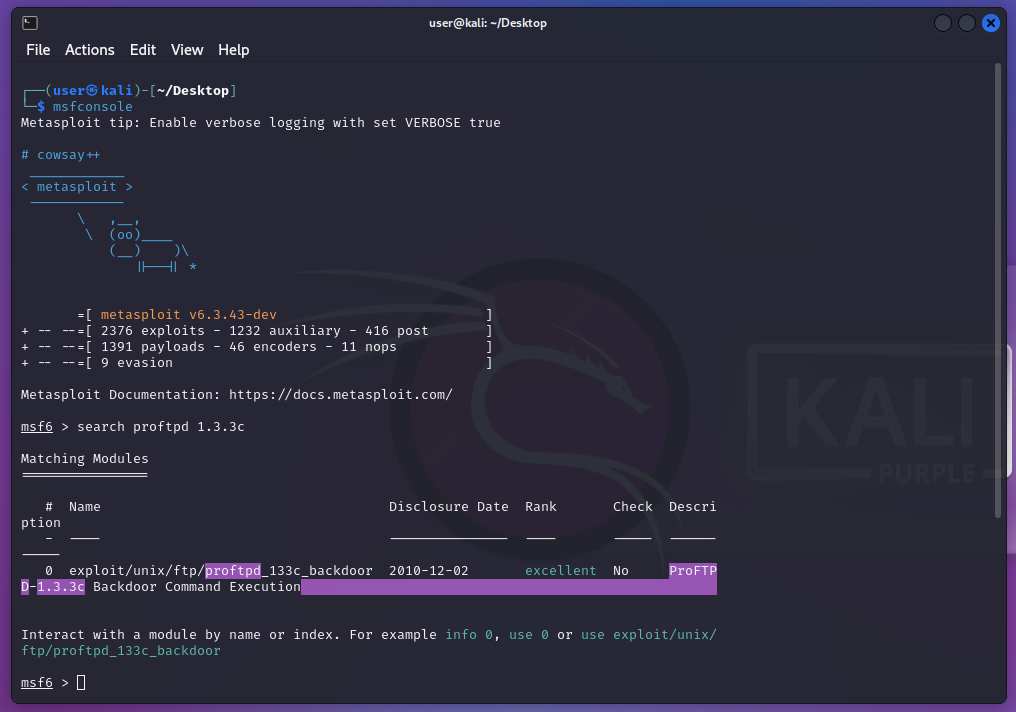 user@kali: ~/Desktop
File Actions Edit View Help
┌──(user㉿kali)-[~/Desktop]
└─$ msfconsole
Metasploit tip: Enable verbose logging with set VERBOSE true
# cowsay++
 ____________
< metasploit >
 ------------
       \   ,__,
        \  (oo)____
           (__)    )\
              ||--|| *
       =[ metasploit v6.3.43-dev                          ]
+ -- --=[ 2376 exploits - 1232 auxiliary - 416 post       ]
+ -- --=[ 1391 payloads - 46 encoders - 11 nops           ]
+ -- --=[ 9 evasion                                       ]
Metasploit Documentation: https://docs.metasploit.com/
msf6 > search proftpd 1.3.3c
Matching Modules
================
   #  Name                                    Disclosure Date  Rank       Check  Descri
ption
   -  ----                                    ---------------  ----       -----  ------
-----
   0  exploit/unix/ftp/proftpd_133c_backdoor  2010-12-02       excellent  No     ProFTP
D-1.3.3c Backdoor Command Execution
Interact with a module by name or index. For example info 0, use 0 or use exploit/unix/
ftp/proftpd_133c_backdoor
msf6 >
KALI
PURPLE